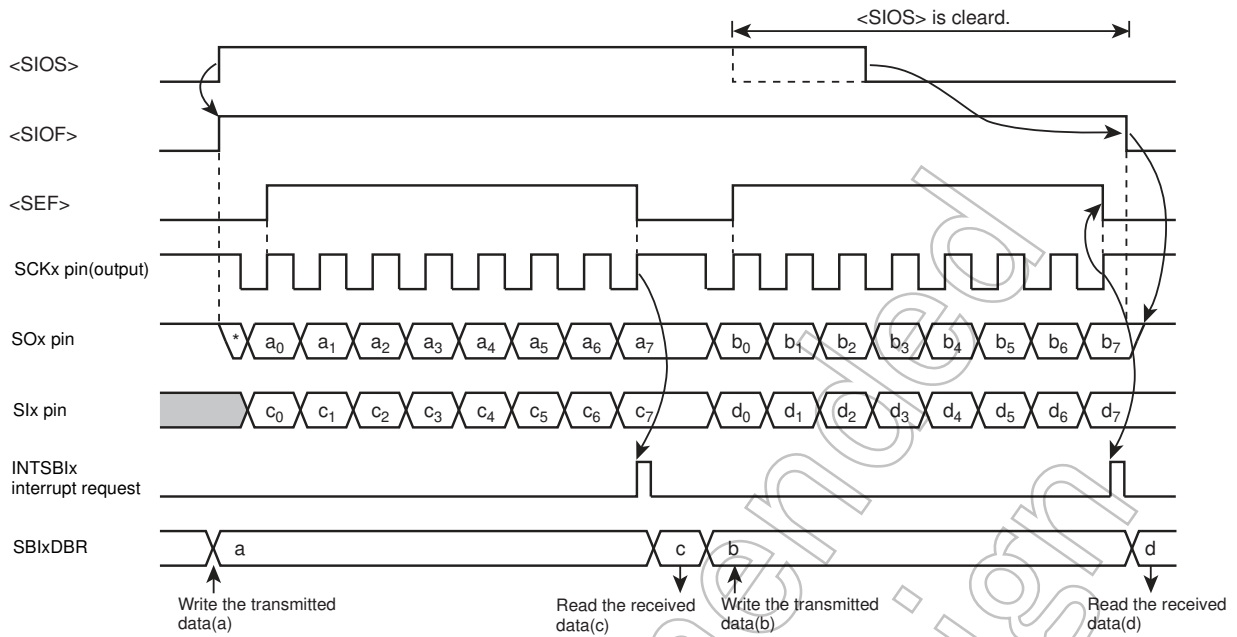 <SIOS> is cleard.
<SIOS>
<SIOF>
<SEF>
SCKx pin(output)
SOx pin
* a0 a1 a2 a3 a4 a5 a6 a7 b0 b1 b2 b3 b4 b5 b6 b7
SIx pin
c0 c1 c2 c3 c4 c5 c6 c7 d0 d1 d2 d3 d4 d5 d6 d7
INTSBIx
interrupt request
SBIxDBR
a c b d
Write the transmitted
data(a)
Read the received
data(c)
Write the transmitted
data(b)
Read the received
data(d)
ended
sign